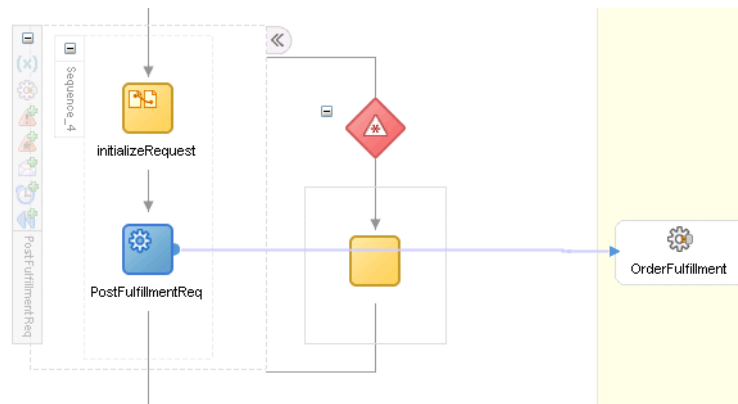 Sequence_4
initializeRequest
PostFulfillmentReq
PostFulfillmentReq
OrderFulfillment
(x)